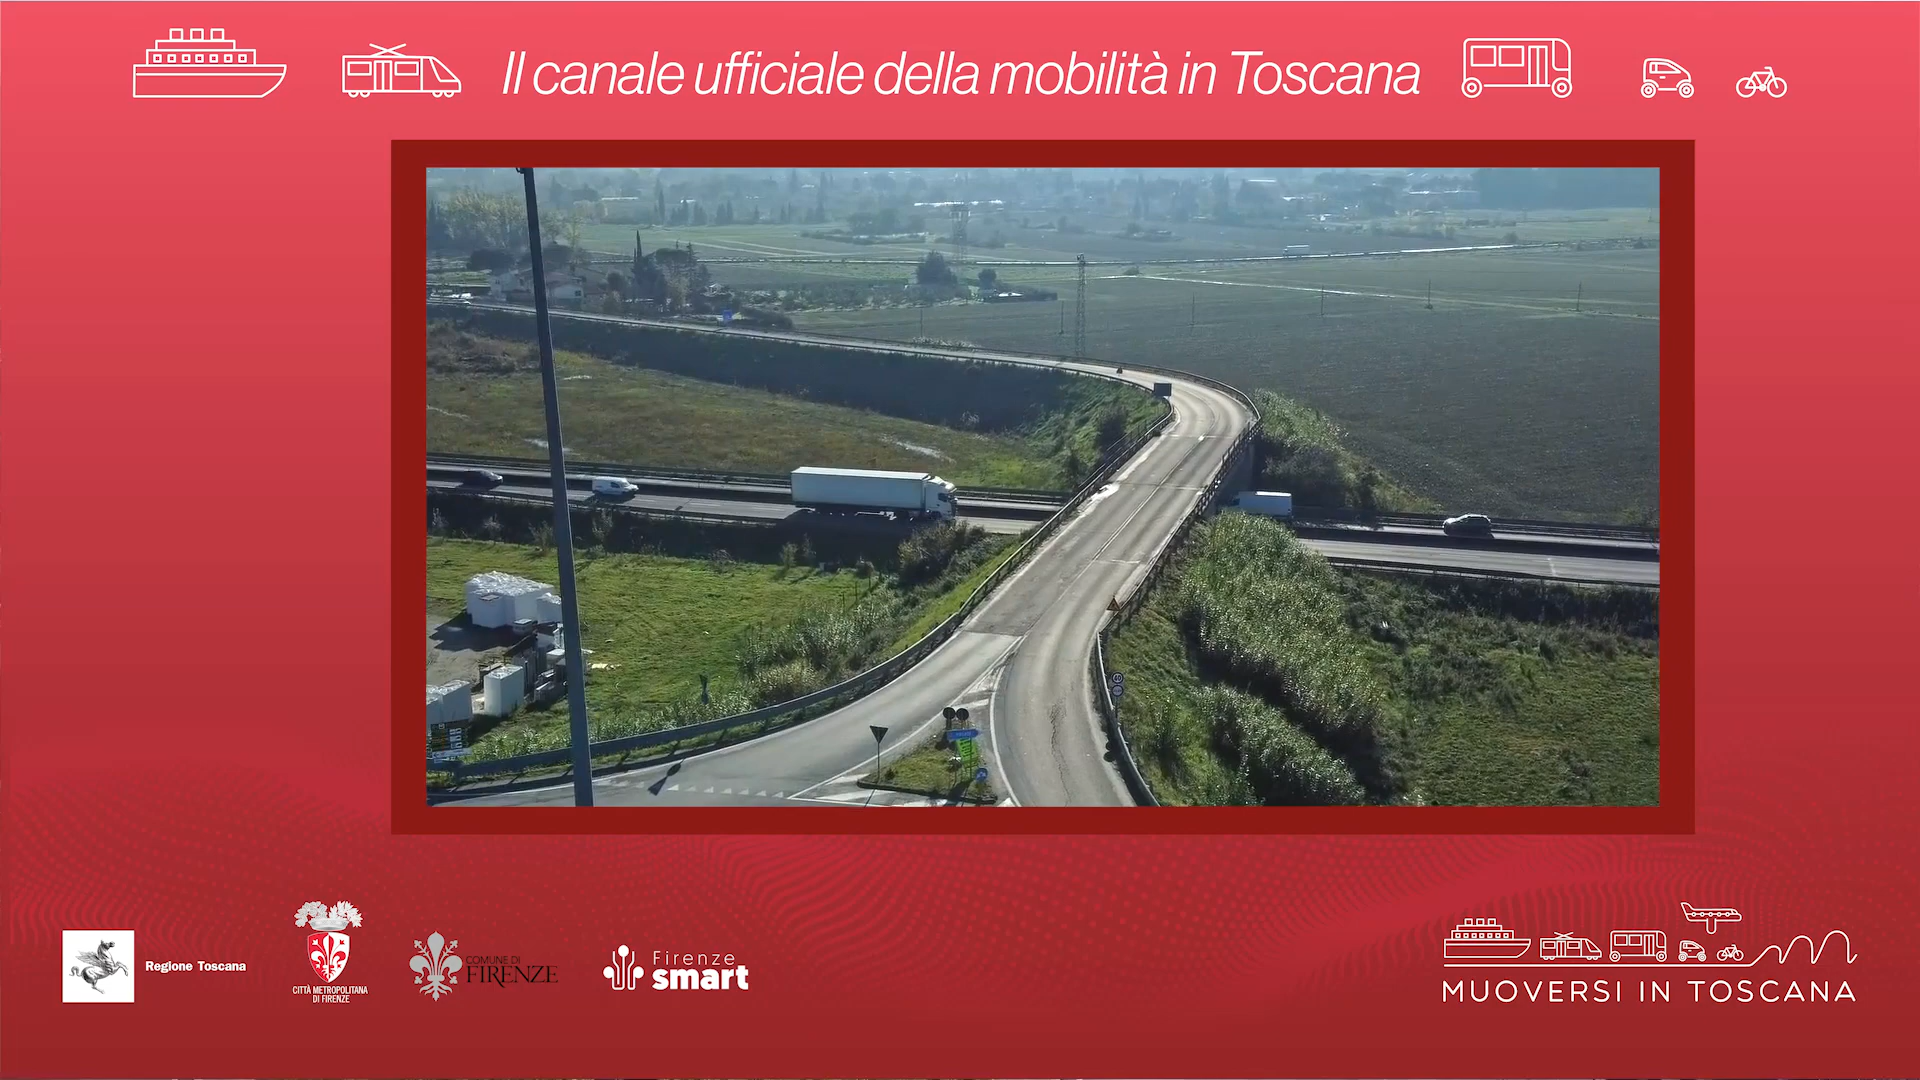 Il canale ufficiale della mobilità in Toscana
40
Regione Toscana
CITTÀ METROPOLITANA
DI FIRENZE
COMUNE DI
FIRENZE
Firenze
smart
MUOVERSI IN TOSCANA